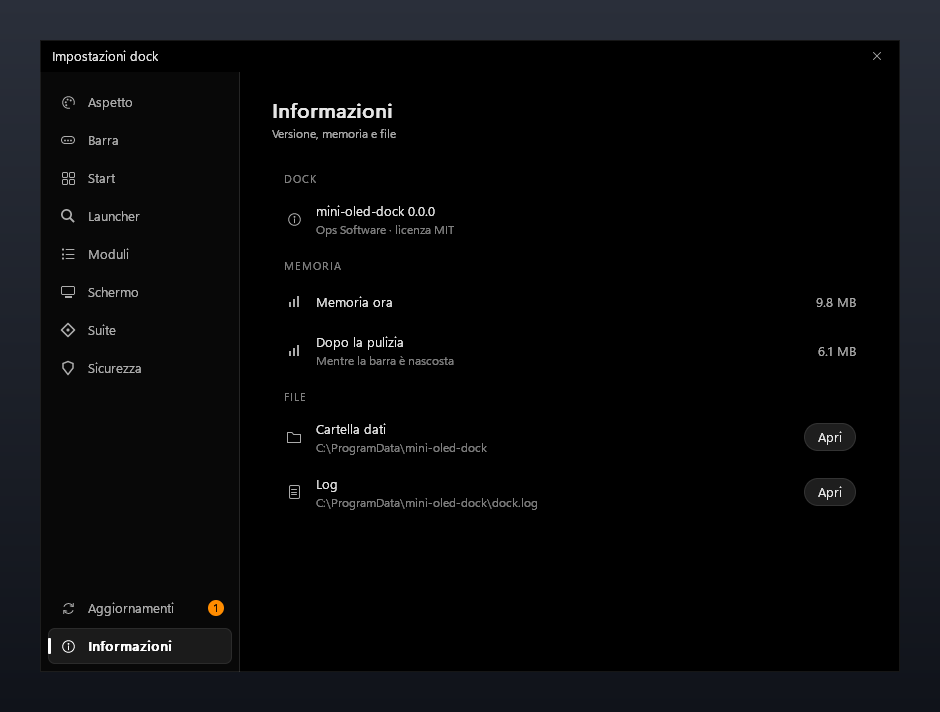 Impostazioni dock
Aspetto
Barra
Start
Launcher
Moduli
Schermo
Suite
Sicurezza
Aggiornamenti 1
Informazioni
Informazioni
Versione, memoria e file
DOCK
mini-oled-dock 0.0.0
Ops Software · licenza MIT
MEMORIA
Memoria ora 9.8 MB
Dopo la pulizia
Mentre la barra è nascosta
6.1 MB
FILE
Cartella dati
C:\ProgramData\mini-oled-dock
Apri
Log
C:\ProgramData\mini-oled-dock\dock.log
Apri